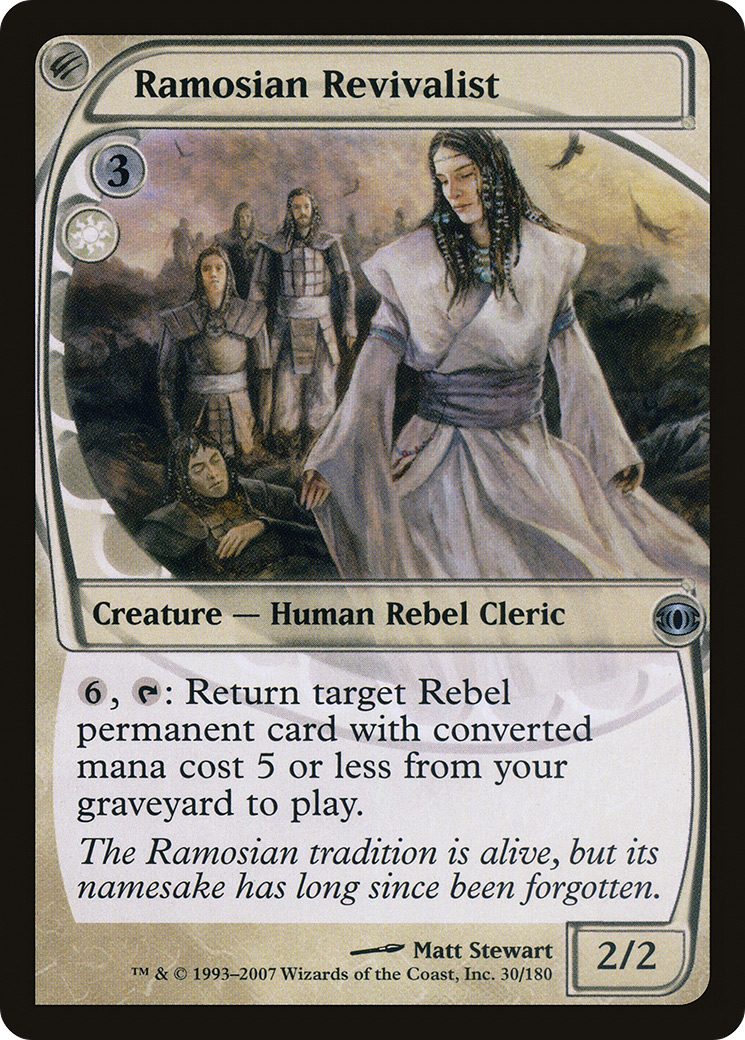 Ramosian Revivalist
3
Creature — Human Rebel Cleric
6, : Return target Rebel
permanent card with converted
mana cost 5 or less from your
graveyard to play.
The Ramosian tradition is alive, but its
namesake has long since been forgotten.
Matt Stewart
™ & © 1993–2007 Wizards of the Coast, Inc. 30/180
2/2